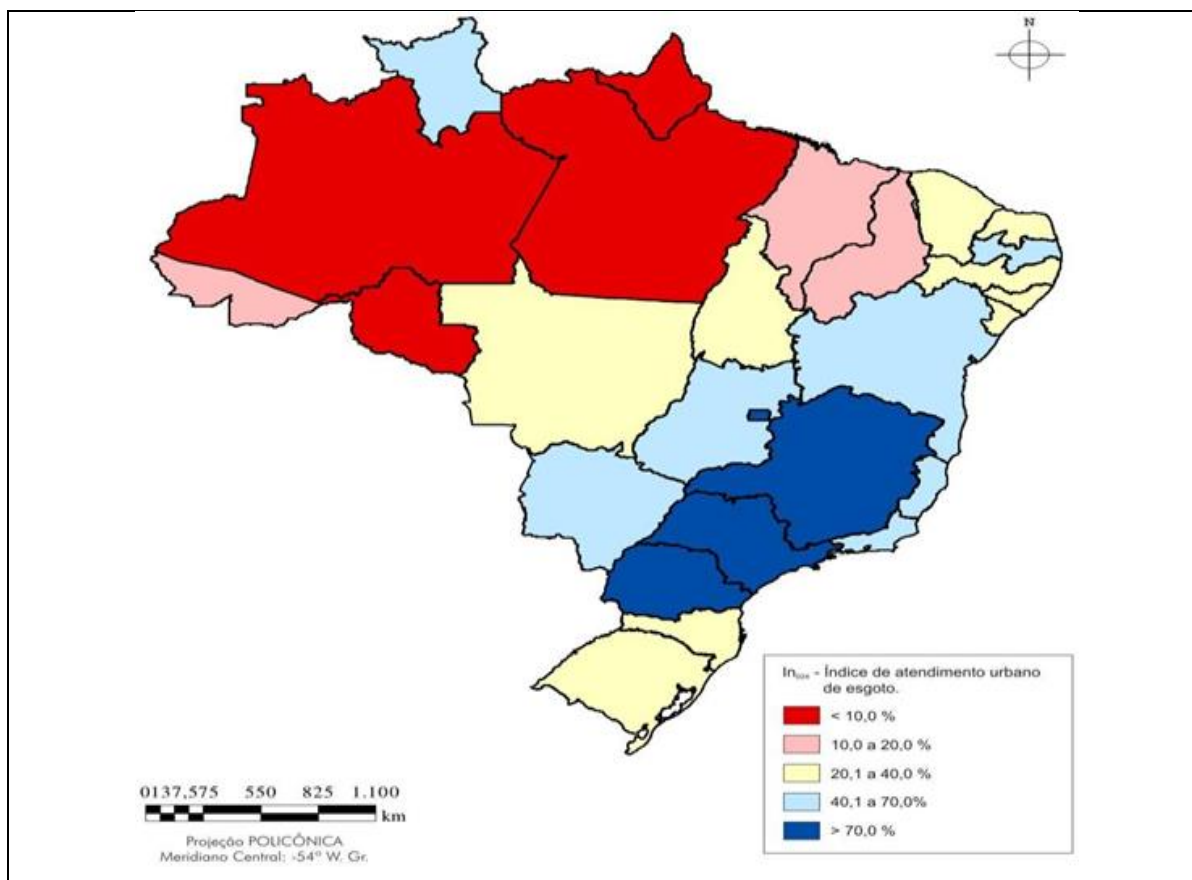 N
In₀₂₄ - Índice de atendimento urbano
de esgoto.
< 10,0 %
10,0 a 20,0 %
20,1 a 40,0 %
40,1 a 70,0%
> 70,0 %
0137,575 550 825 1.100
km
Projeção POLICÔNICA
Meridiano Central: -54º W. Gr.